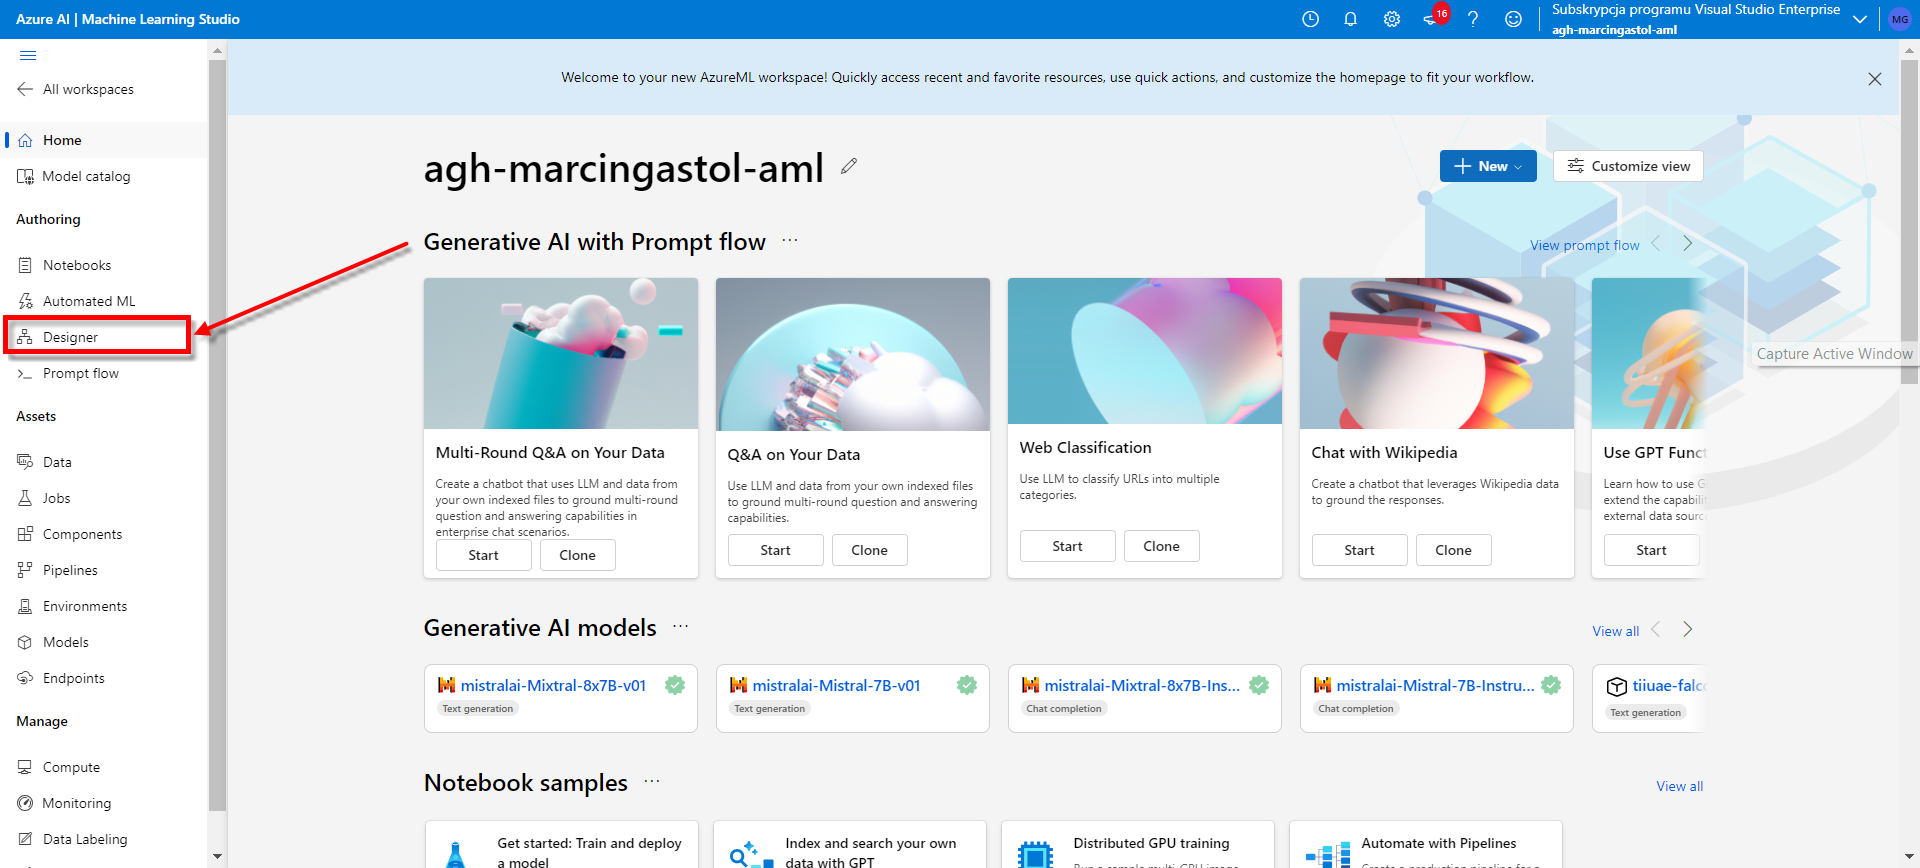 Azure AI | Machine Learning Studio
16
Subskrypcja programu Visual Studio Enterprise
agh-marcingastol-aml
MG
All workspaces
Home
Model catalog
Authoring
Notebooks
Automated ML
Designer
Prompt flow
Assets
Data
Jobs
Components
Pipelines
Environments
Models
Endpoints
Manage
Compute
Monitoring
Data Labeling
Welcome to your new AzureML workspace! Quickly access recent and favorite resources, use quick actions, and customize the homepage to fit your workflow.
agh-marcingastol-aml
New
Customize view
Generative AI with Prompt flow
View prompt flow
Multi-Round Q&A on Your Data
Create a chatbot that uses LLM and data from
your own indexed files to ground multi-round
question and answering capabilities in
enterprise chat scenarios.
Start
Clone
Q&A on Your Data
Use LLM and data from your own indexed files
to ground multi-round question and answering
capabilities.
Start
Clone
Web Classification
Use LLM to classify URLs into multiple
categories.
Start
Clone
Chat with Wikipedia
Create a chatbot that leverages Wikipedia data
to ground the responses.
Start
Clone
Use GPT Funct
Learn how to use G
extend the capabili
external data sourc
Start
Capture Active Window
Generative AI models
View all
mistralai-Mixtral-8x7B-v01
Text generation
mistralai-Mistral-7B-v01
Text generation
mistralai-Mixtral-8x7B-Ins...
Chat completion
mistralai-Mistral-7B-Instru...
Chat completion
tiiuae-falco
Text generation
Notebook samples
View all
Get started: Train and deploy
a model
Index and search your own
data with GPT
Distributed GPU training
Automate with Pipelines